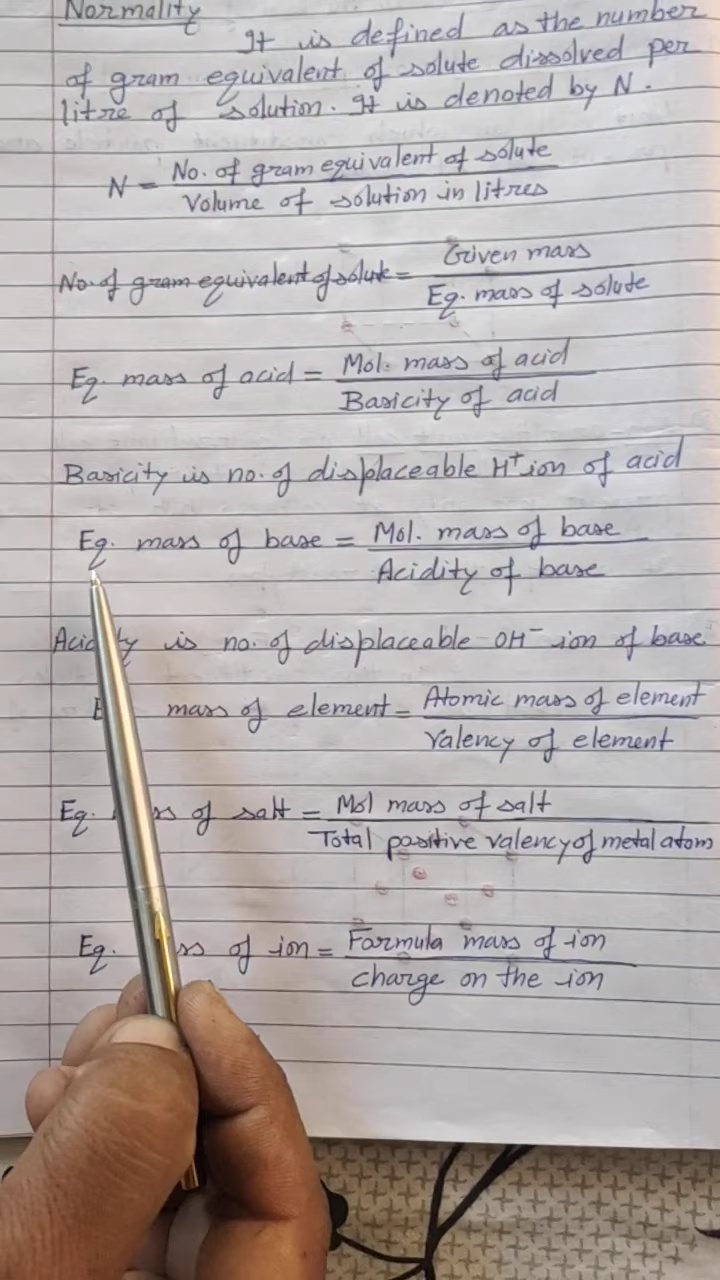 Normality
It is defined as the number
of gram equivalent of solute dissolved per
litre of solution. It is denoted by N.
N = No. of gram equivalent of solute
Volume of solution in litres
No. of gram equivalent of solute = Given mass
Eq. mass of solute
Eq. mass of acid = Mol. mass of acid
Basicity of acid
Basicity is no. of displaceable H+ ion of acid
Eq. mass of base = Mol. mass of base
Acidity of base
Acidity is no. of displaceable OH− ion of base
mass of element = Atomic mass of element
Valency of element
Eq. of salt = Mol mass of salt
Total positive valency of metal atom
Eq. of ion = Formula mass of ion
charge on the ion